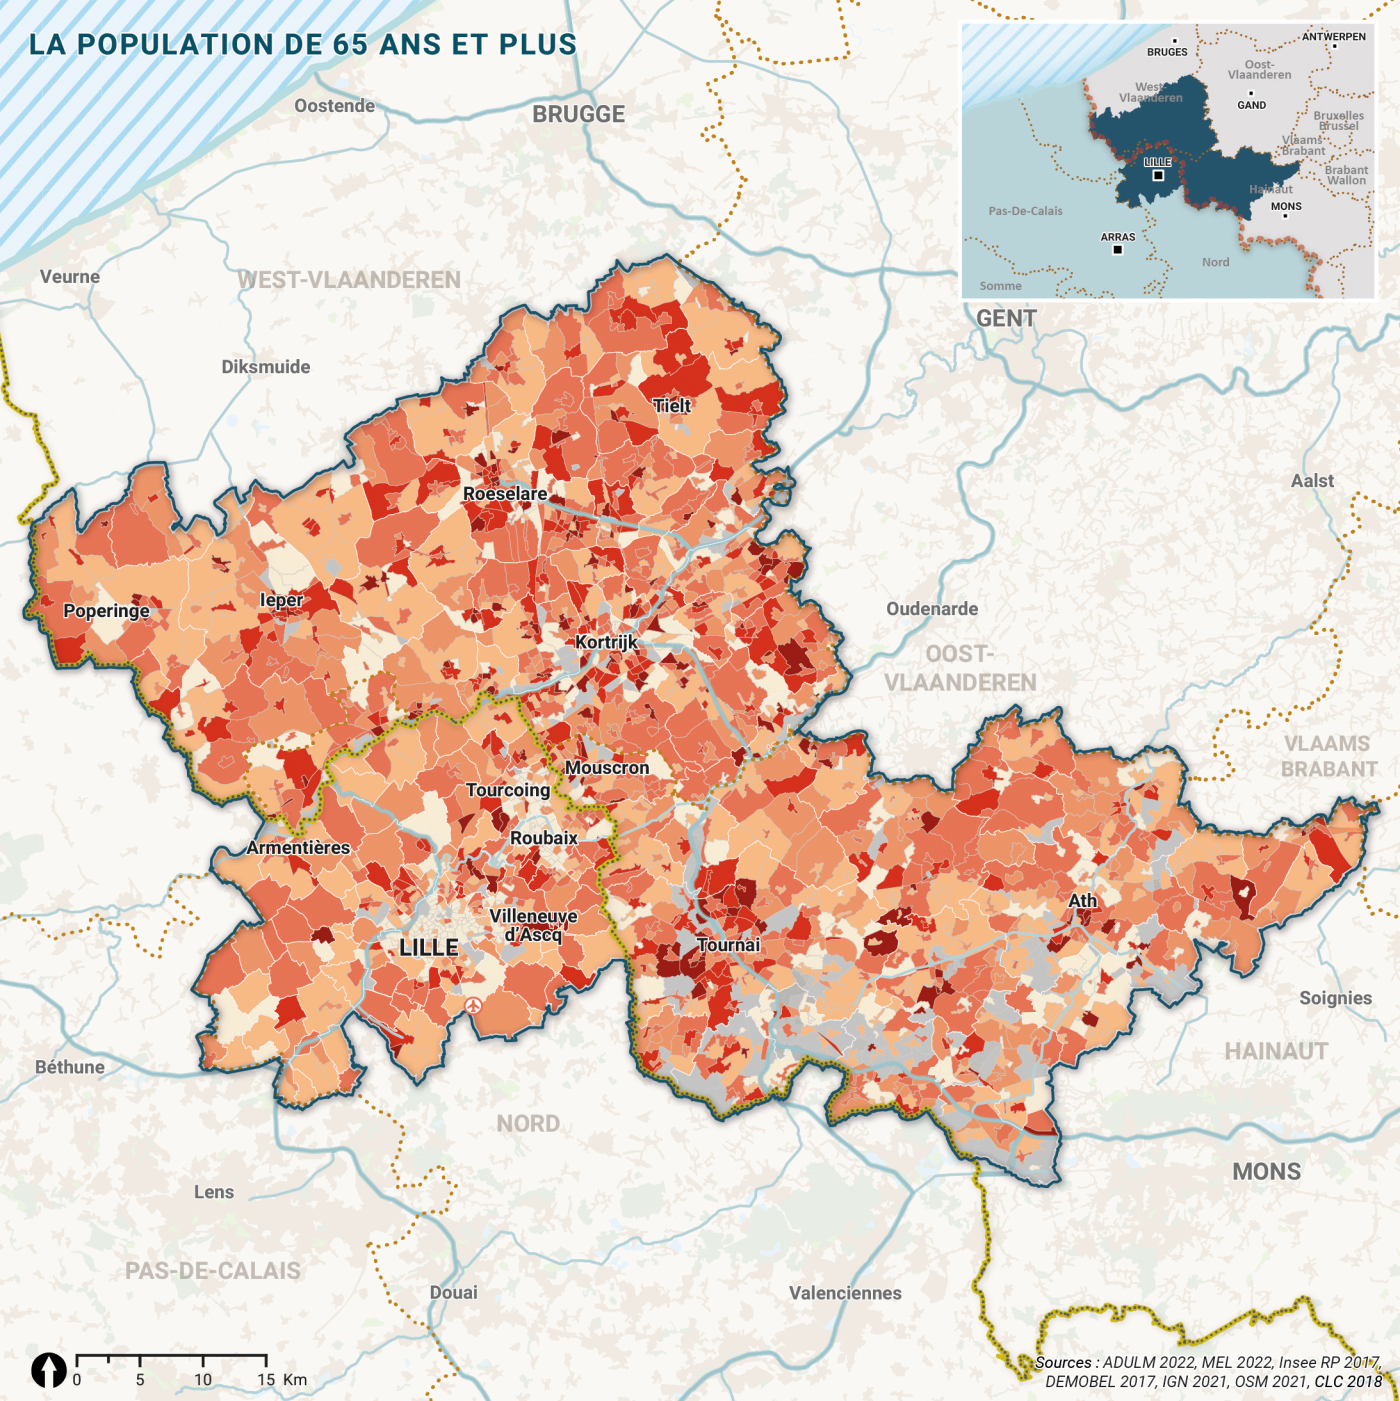 LA POPULATION DE 65 ANS ET PLUS
Oostende
BRUGGE
Veurne
WEST-VLAANDEREN
Diksmuide
GENT
Tielt
Roeselare
Aalst
Poperinge
Ieper
Oudenarde
Kortrijk
OOST-
VLAANDEREN
VLAAMS
BRABANT
Mouscron
Tourcoing
Roubaix
Armentières
Ath
Villeneuve
d'Ascq
LILLE
Tournai
Soignies
HAINAUT
Béthune
NORD
MONS
Lens
PAS-DE-CALAIS
Douai
Valenciennes
BRUGES
ANTWERPEN
Oost-
Vlaanderen
West-
Vlaanderen
GAND
Bruxelles
Brussel
Vlaams
Brabant
LILLE
Brabant
Wallon
Hainaut
MONS
Pas-De-Calais
ARRAS
Nord
Somme
0 5 10 15 Km
Sources : ADULM 2022, MEL 2022, Insee RP 2017,
DEMOBEL 2017, IGN 2021, OSM 2021, CLC 2018